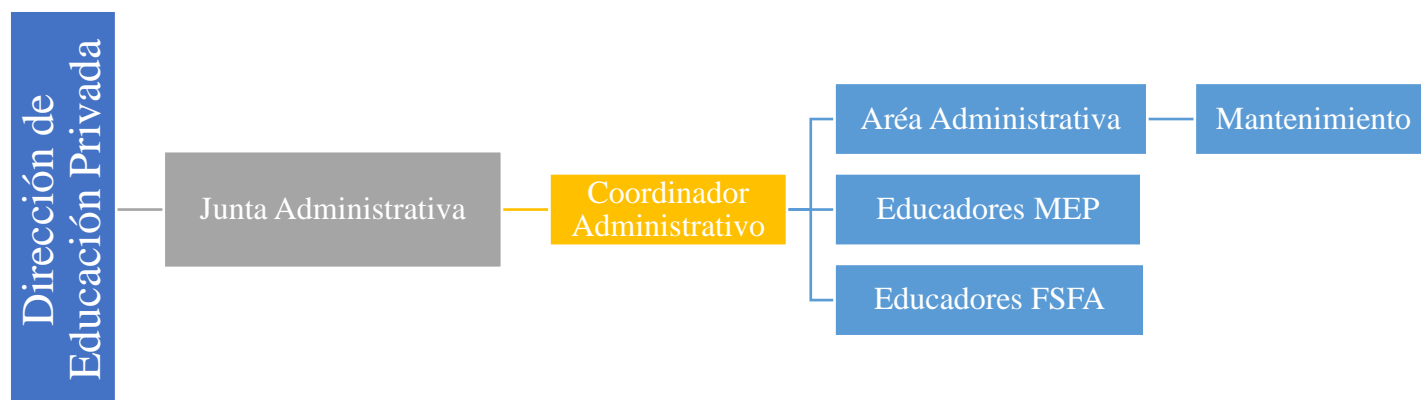 Dirección de
Educación Privada
Junta Administrativa
Coordinador
Administrativo
Aréa Administrativa
Mantenimiento
Educadores MEP
Educadores FSFA